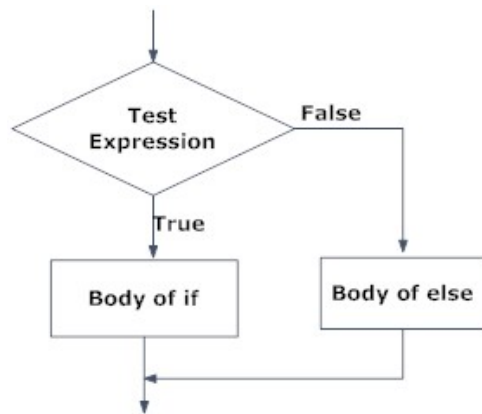 Test
Expression
False
True
Body of if
Body of else